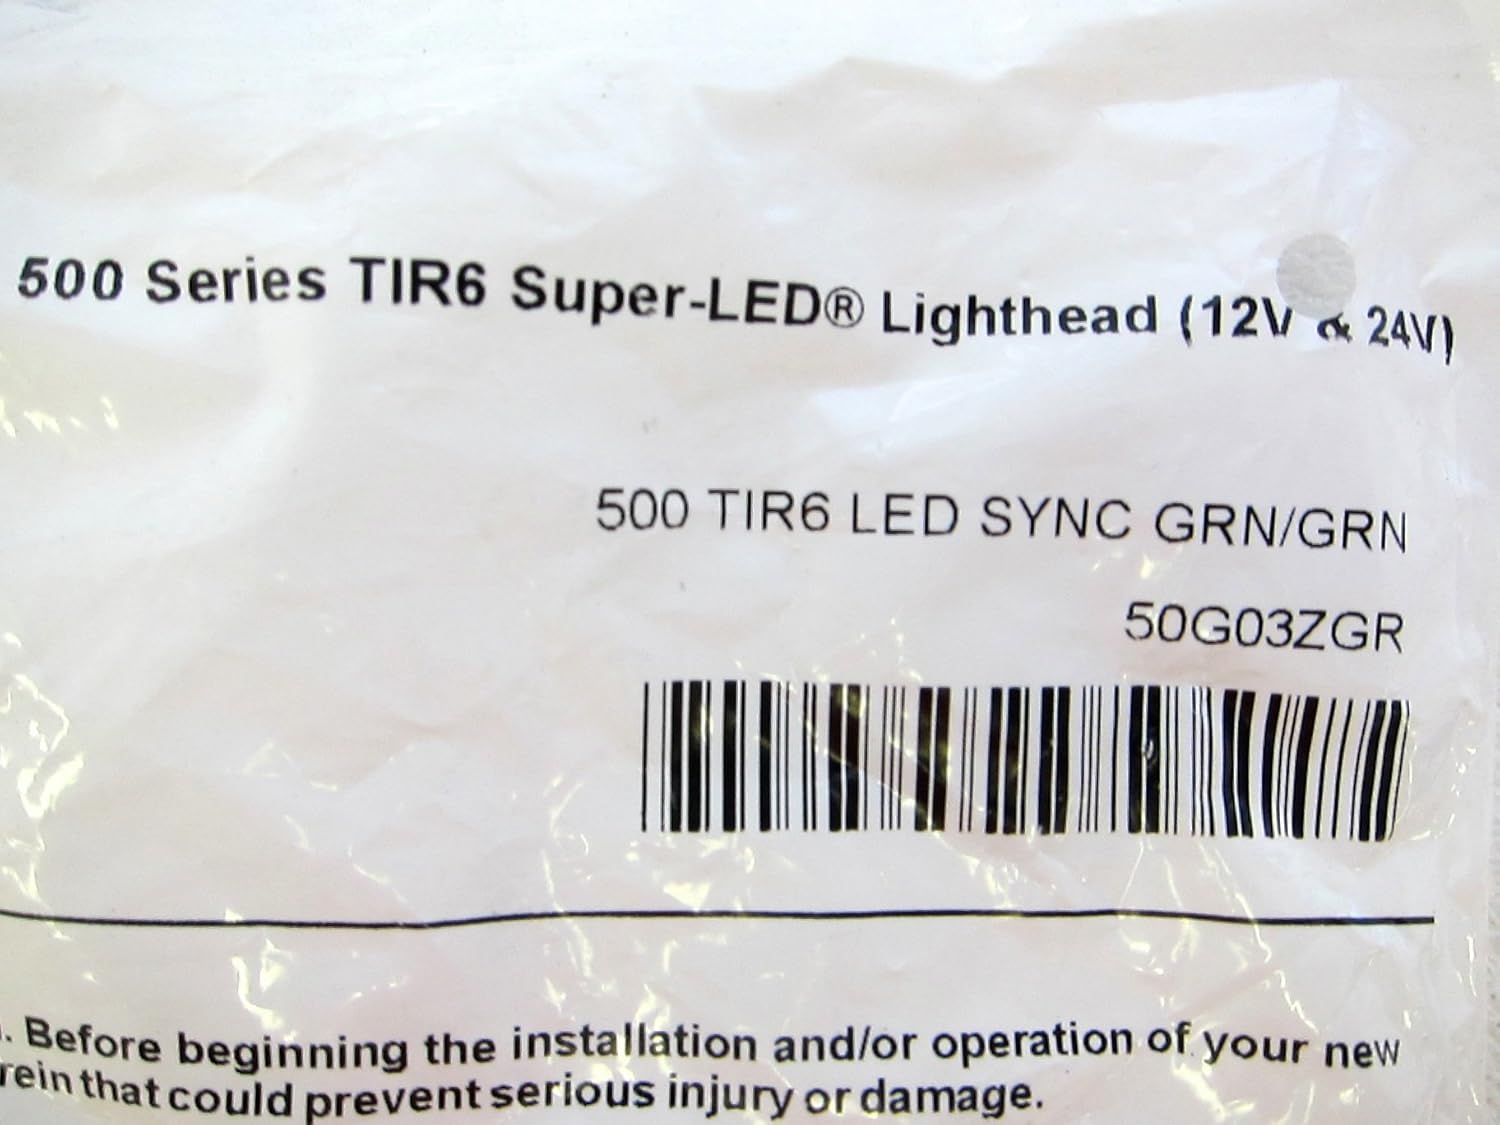 500 Series TIR6 Super-LED® Lighthead (12V & 24V)
500 TIR6 LED SYNC GRN/GRN
50G03ZGR
. Before beginning the installation and/or operation of your new
that could prevent serious injury or damage.